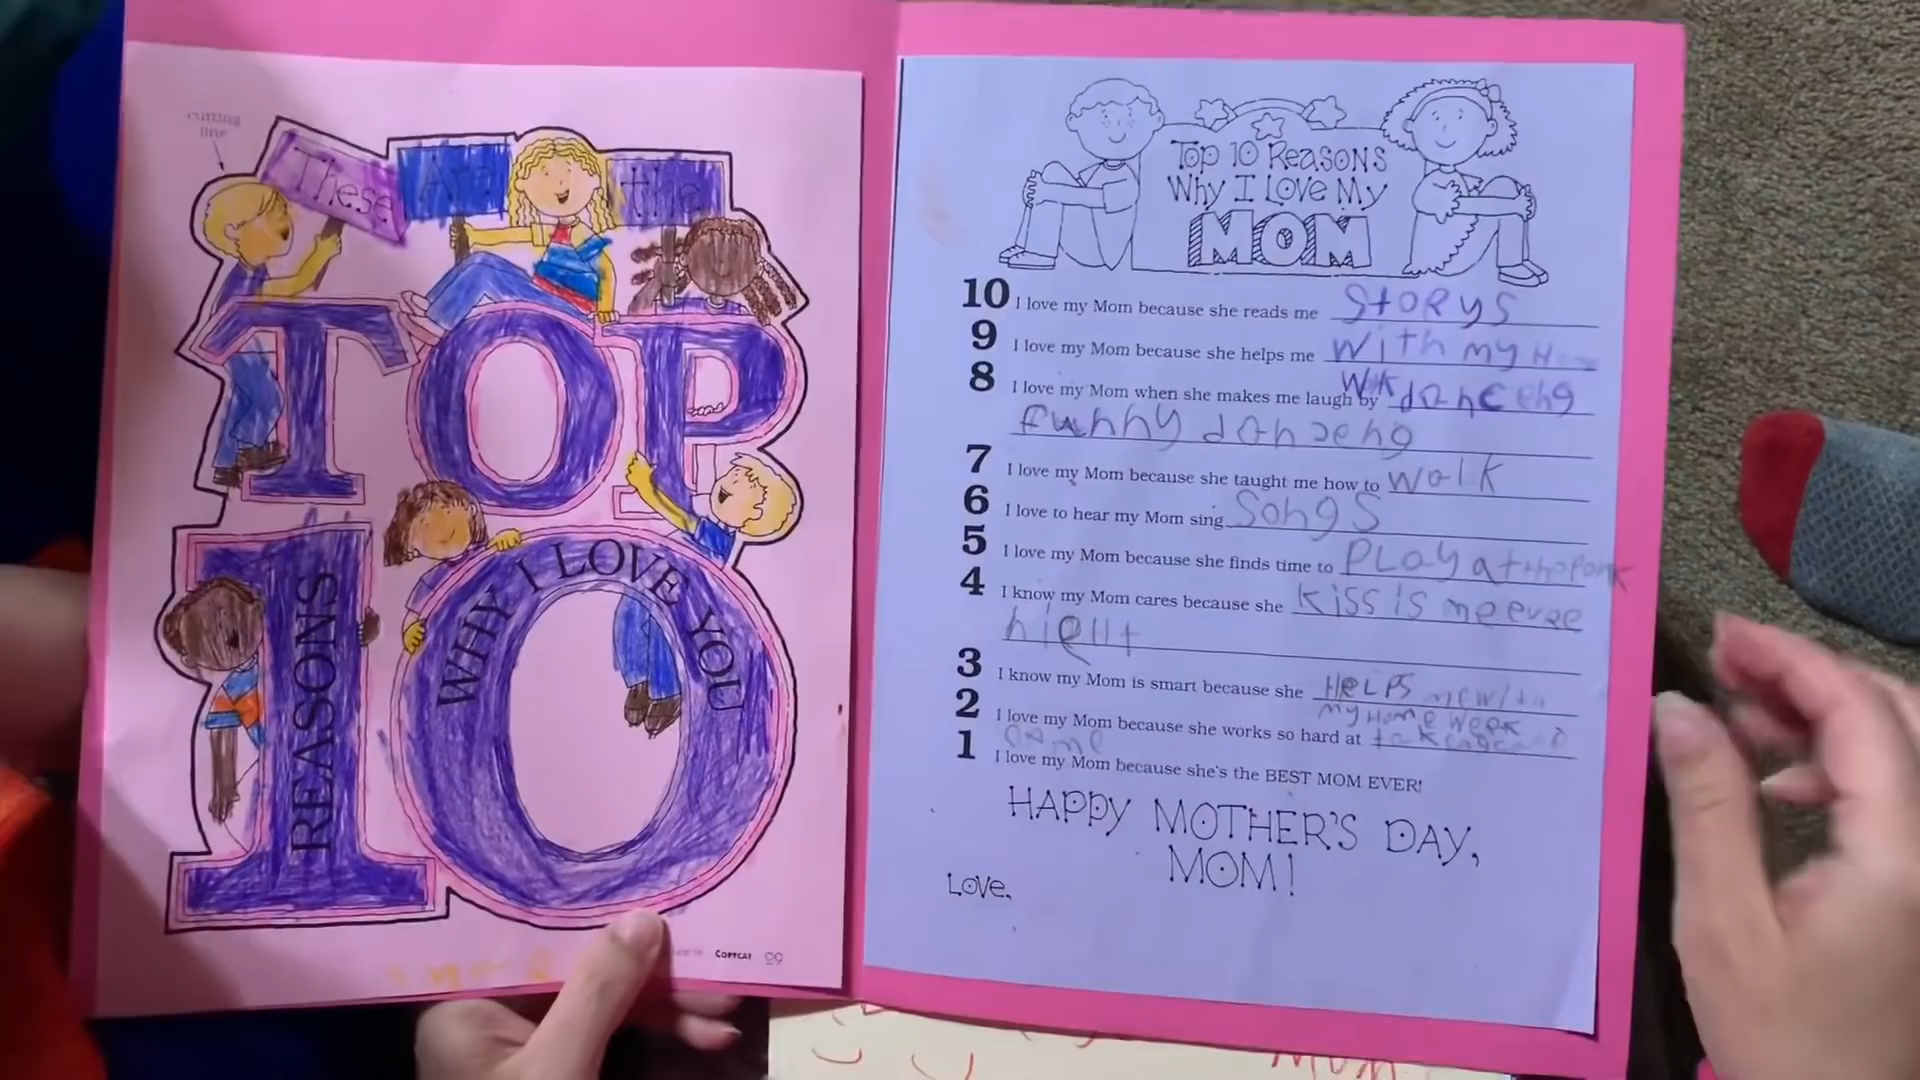 cutting
line
These Are the
TOP
10
REASONS
WHY I LOVE YOU
COPYCAT 29
Top 10 Reasons
Why I Love My
MOM
10 I love my Mom because she reads me STORYS
9 I love my Mom because she helps me With my
8 I love my Mom when she makes me laugh by danceehg
funny danseng
7 I love my Mom because she taught me how to walk
6 I love to hear my Mom sing Songs
5 I love my Mom because she finds time to PLay at the park
4 I know my Mom cares because she kiss is me evree
hieht
3 I know my Mom is smart because she HeLPS me with
my Home Week
2 I love my Mom because she works so hard at
1 I love my Mom because she's the BEST MOM EVER!
HAPPY MOTHER'S DAY,
MOM!
Love,